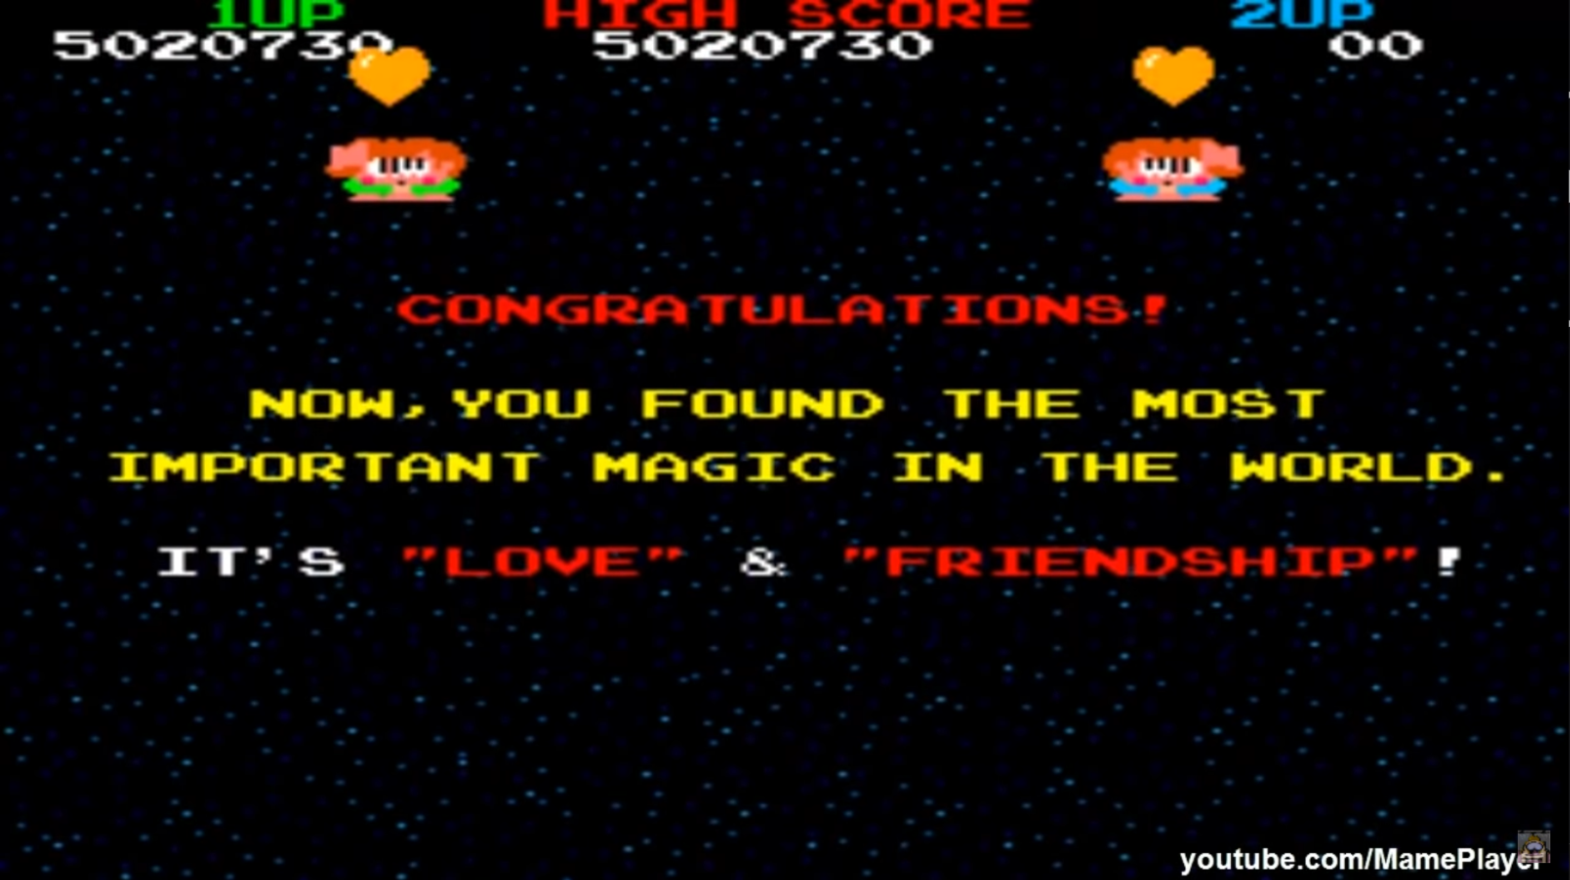 1UP HIGH SCORE 2UP
5020730 5020730 00
CONGRATULATIONS!
NOW,YOU FOUND THE MOST
IMPORTANT MAGIC IN THE WORLD.
IT'S "LOVE" & "FRIENDSHIP"!
youtube.com/MamePlayer